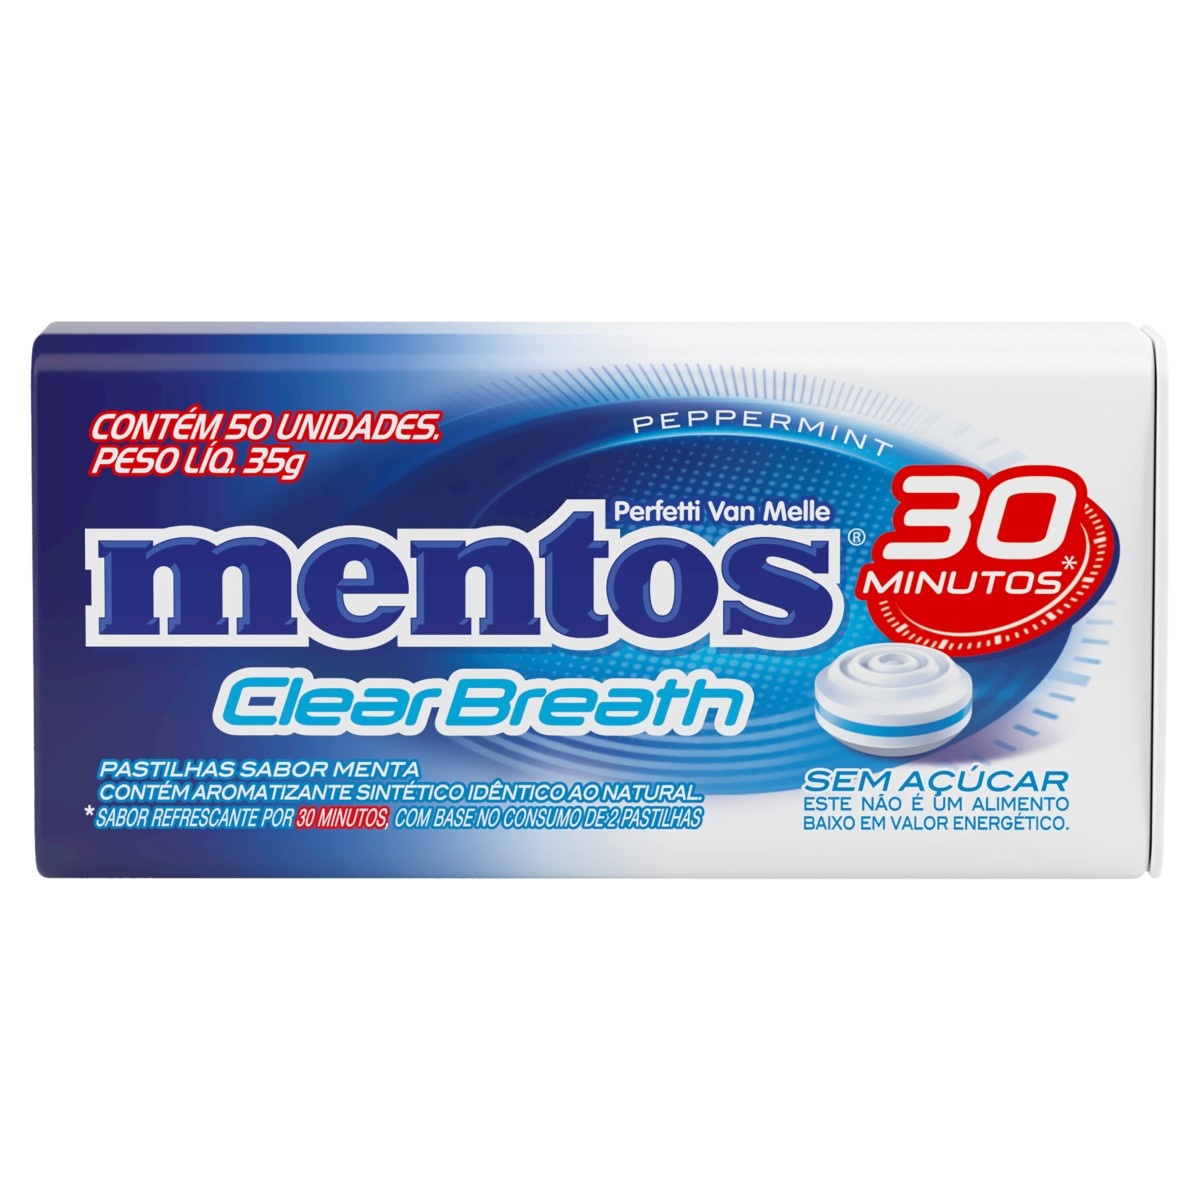 CONTÉM 50 UNIDADES.
PESO LÍQ. 35g
PEPPERMINT
Perfetti Van Melle
mentos®
30
MINUTOS*
ClearBreath
PASTILHAS SABOR MENTA
CONTÉM AROMATIZANTE SINTÉTICO IDÊNTICO AO NATURAL.
*SABOR REFRESCANTE POR 30 MINUTOS, COM BASE NO CONSUMO DE 2 PASTILHAS
SEM AÇÚCAR
ESTE NÃO É UM ALIMENTO
BAIXO EM VALOR ENERGÉTICO.